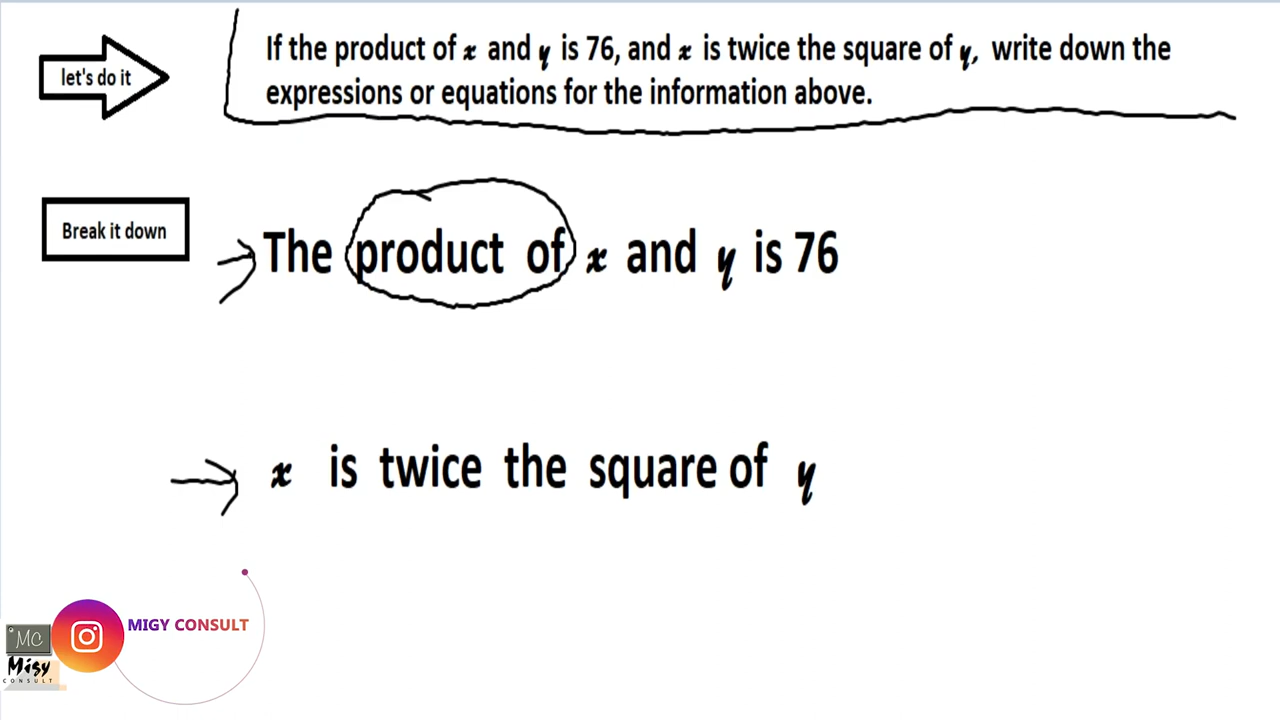 let's do it
If the product of x and y is 76, and x is twice the square of y, write down the
expressions or equations for the information above.
Break it down
The product of x and y is 76
x is twice the square of y
MIGY CONSULT
MC
Misy
CONSULT